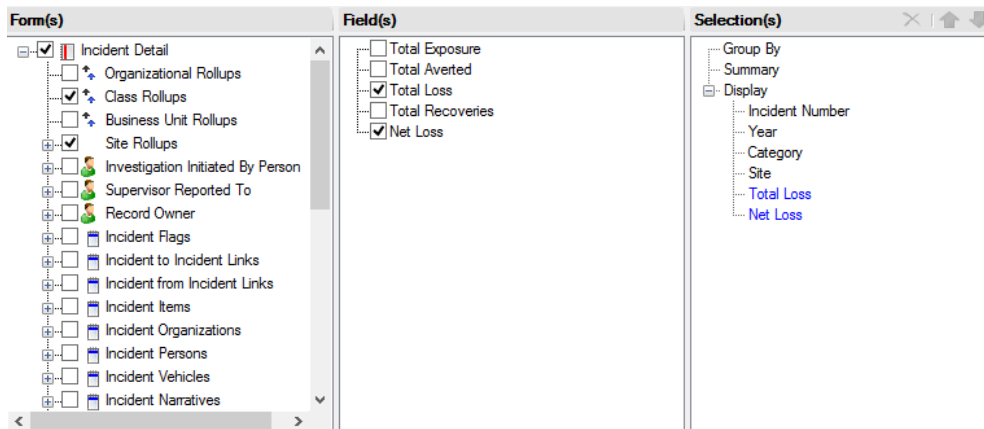 Form(s)
Incident Detail
Organizational Rollups
Class Rollups
Business Unit Rollups
Site Rollups
Investigation Initiated By Person
Supervisor Reported To
Record Owner
Incident Flags
Incident to Incident Links
Incident from Incident Links
Incident Items
Incident Organizations
Incident Persons
Incident Vehicles
Incident Narratives
Field(s)
Total Exposure
Total Averted
Total Loss
Total Recoveries
Net Loss
Selection(s)
Group By
Summary
Display
Incident Number
Year
Category
Site
Total Loss
Net Loss